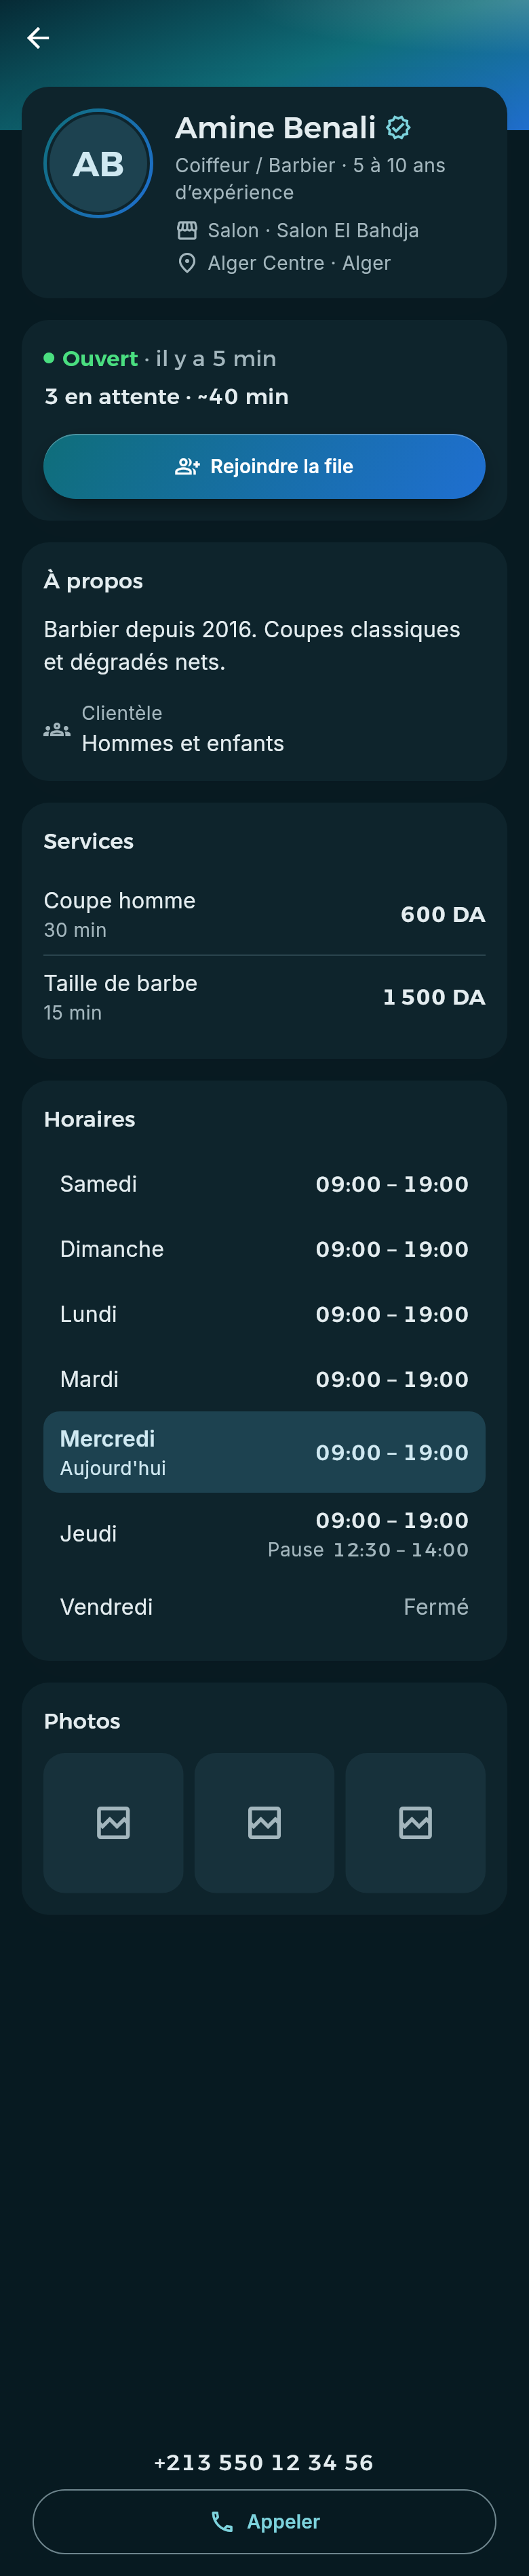 Amine Benali
AB
Coiffeur / Barbier · 5 à 10 ans
d’expérience
Salon · Salon El Bahdja
Alger Centre · Alger
Ouvert · il y a 5 min
3 en attente · ~40 min
Rejoindre la file
À propos
Barbier depuis 2016. Coupes classiques
et dégradés nets.
Clientèle
Hommes et enfants
Services
Coupe homme
30 min
600 DA
Taille de barbe
15 min
1 500 DA
Horaires
Samedi 09:00 – 19:00
Dimanche 09:00 – 19:00
Lundi 09:00 – 19:00
Mardi 09:00 – 19:00
Mercredi
Aujourd'hui
09:00 – 19:00
Jeudi
09:00 – 19:00
Pause 12:30 – 14:00
Vendredi Fermé
Photos
+213 550 12 34 56
Appeler